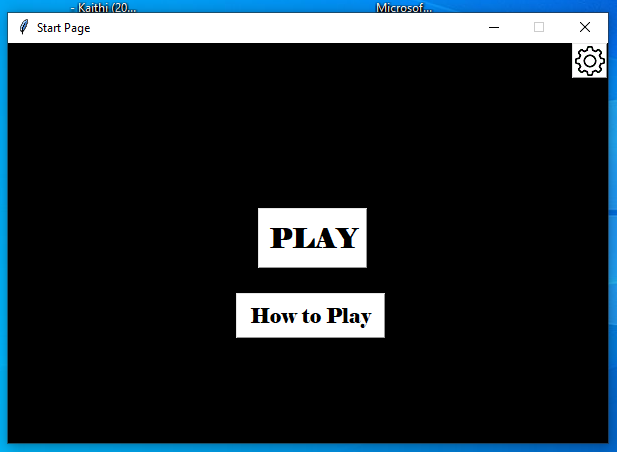 - Kaithi (20...
Microsof...
Start Page
PLAY
How to Play